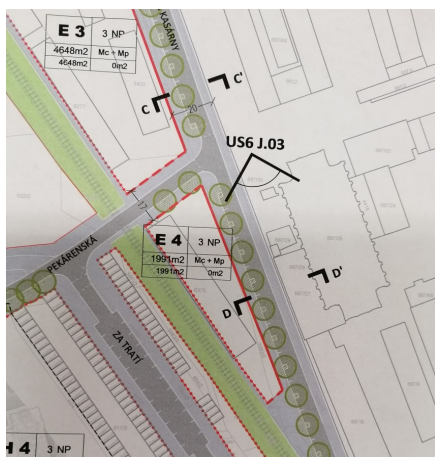 E 3 3 NP
4648m2 Mc + Mp
4648m2 0m2
KASÁRNY
C'
C
20
US6 J.03
17
E 4 3 NP
1991m2 Mc + Mp
1991m2 0m2
PEKÁRENSKÁ
D'
D
ZA TRATÍ
H 4 3 NP